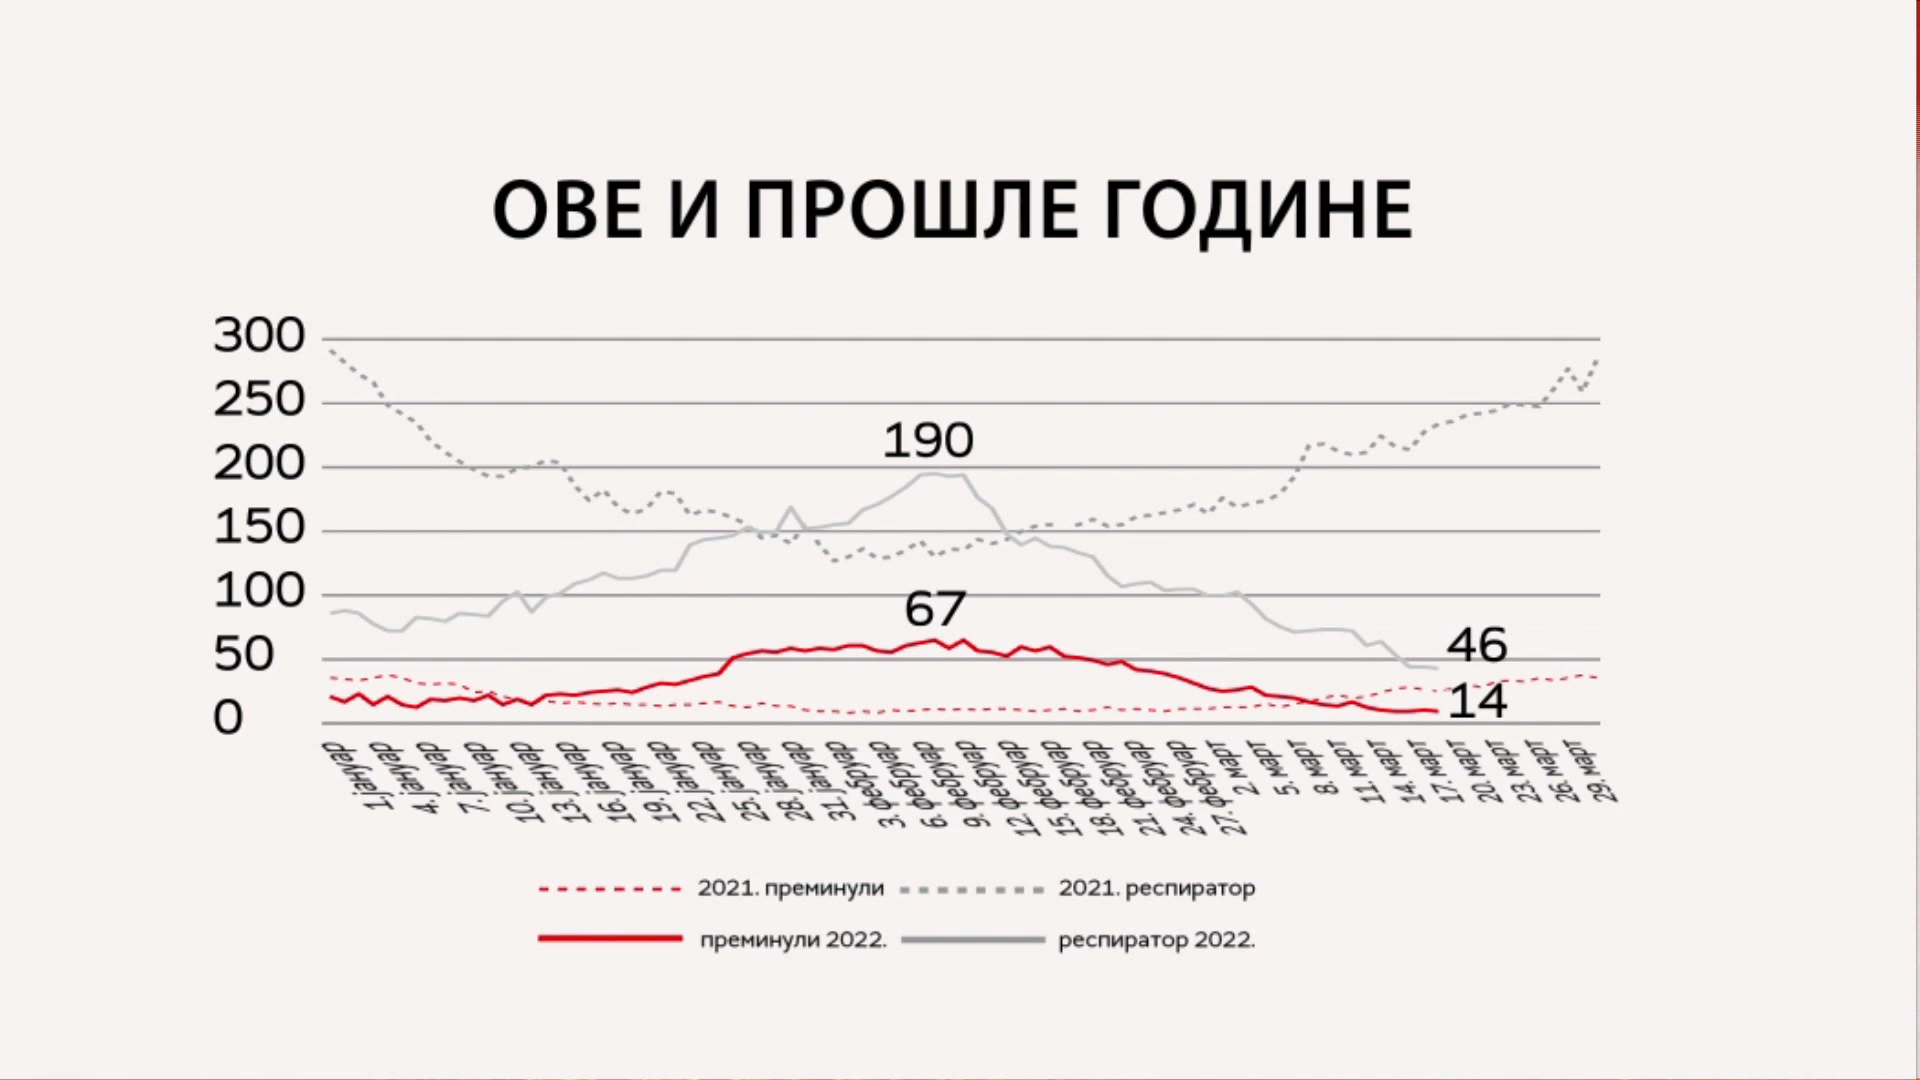 ОВЕ И ПРОШЛЕ ГОДИНЕ
300
250
200
150
100
50
0
190
67
46
14
1. јануар
4. јануар
7. јануар
10. јануар
13. јануар
16. јануар
19. јануар
22. јануар
25. јануар
28. јануар
31. јануар
3. фебруар
6. фебруар
9. фебруар
12. фебруар
15. фебруар
18. фебруар
21. фебруар
24. фебруар
27. фебруар
2. март
5. март
8. март
11. март
14. март
17. март
20. март
23. март
26. март
29. март
2021. преминули
2021. респиратор
преминули 2022.
респиратор 2022.